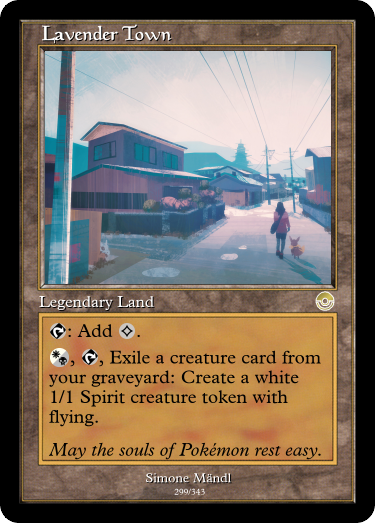 Lavender Town
Legendary Land
: Add .
, , Exile a creature card from
your graveyard: Create a white
1/1 Spirit creature token with
flying.
May the souls of Pokémon rest easy.
Simone Mändl
299/343